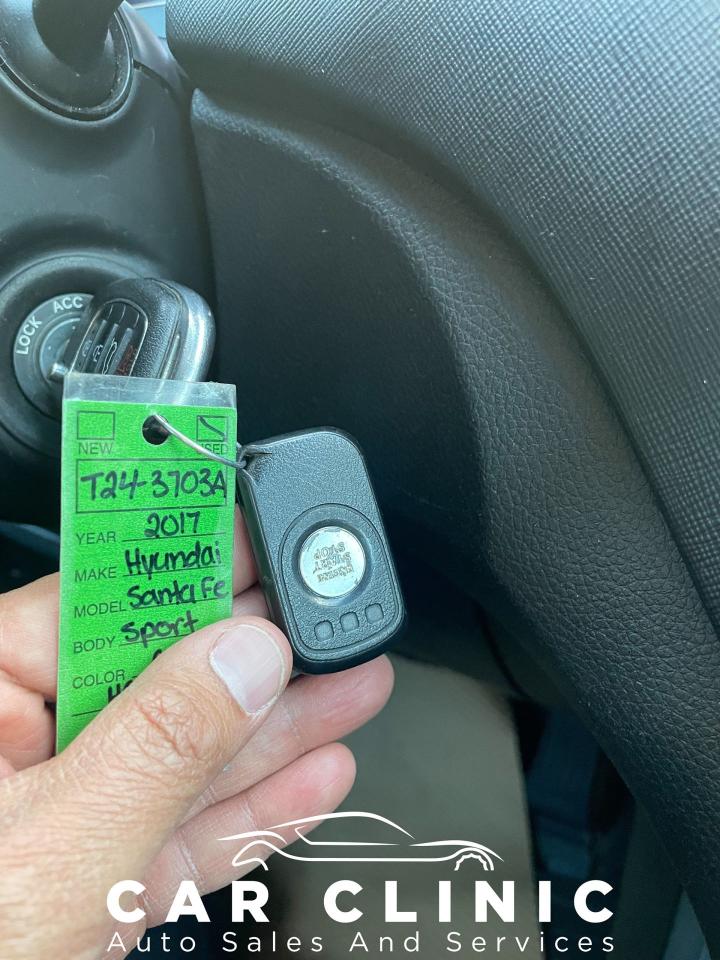 LOCK ACC
NEW USED
T24-3703A
YEAR 2017
MAKE Hyundai
MODEL Santa Fe
BODY Sport
COLOR
CAR CLINIC
Auto Sales And Services